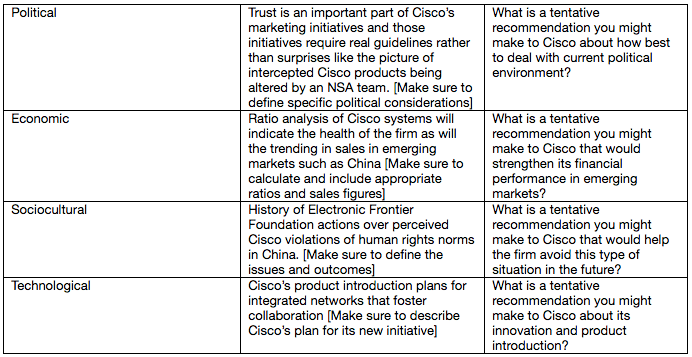 Political
Trust is an important part of Cisco's
marketing initiatives and those
initiatives require real guidelines rather
than surprises like the picture of
intercepted Cisco products being
altered by an NSA team. [Make sure to
define specific political considerations]
What is a tentative
recommendation you might
make to Cisco about how best
to deal with current political
environment?
Economic
Ratio analysis of Cisco systems will
indicate the health of the firm as will
the trending in sales in emerging
markets such as China [Make sure to
calculate and include appropriate
ratios and sales figures]
What is a tentative
recommendation you might
make to Cisco that would
strengthen its financial
performance in emerging
markets?
Sociocultural
History of Electronic Frontier
Foundation actions over perceived
Cisco violations of human rights norms
in China. [Make sure to define the
issues and outcomes]
What is a tentative
recommendation you might
make to Cisco that would help
the firm avoid this type of
situation in the future?
Technological
Cisco's product introduction plans for
integrated networks that foster
collaboration [Make sure to describe
Cisco's plan for its new initiative]
What is a tentative
recommendation you might
make to Cisco about its
innovation and product
introduction?